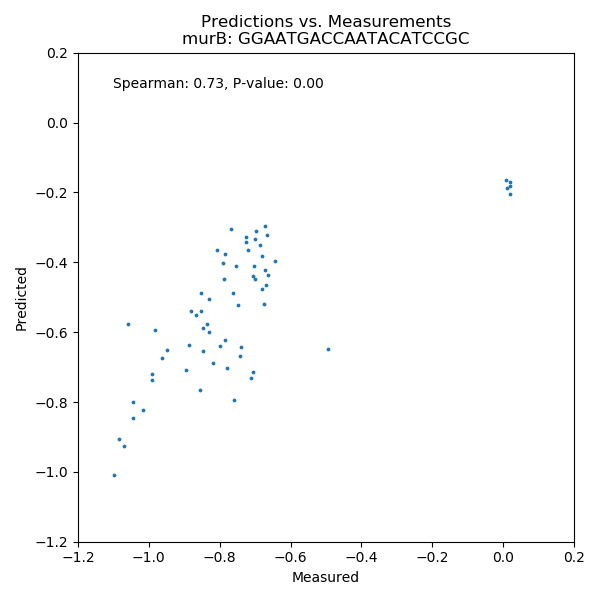 Predictions vs. Measurements
murB: GGAATGACCAATACATCCGC
Spearman: 0.73, P-value: 0.00
0.2
0.0
−0.2
−0.4
−0.6
−0.8
−1.0
−1.2
Predicted
−1.2 −1.0 −0.8 −0.6 −0.4 −0.2 0.0 0.2
Measured